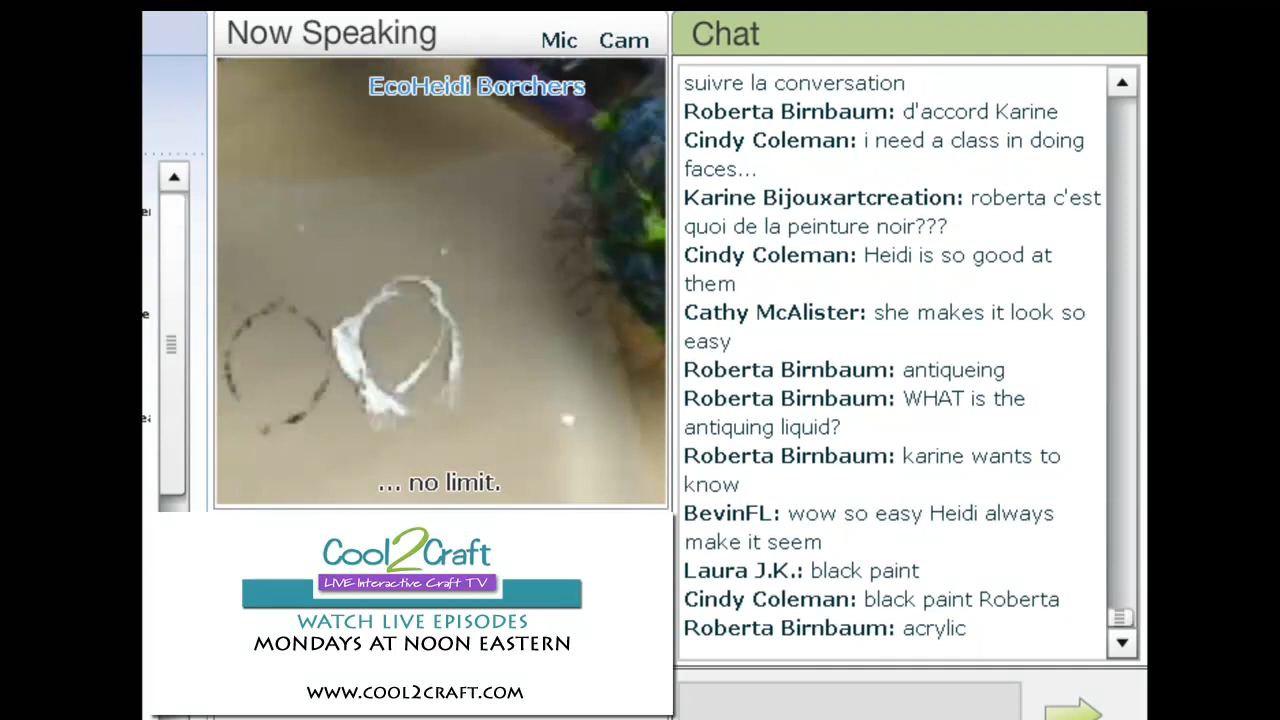 Now Speaking
Mic Cam
EcoHeidi Borchers
... no limit.
Cool2Craft
LIVE Interactive Craft TV
WATCH LIVE EPISODES
MONDAYS AT NOON EASTERN
WWW.COOL2CRAFT.COM
Chat
suivre la conversation
Roberta Birnbaum: d'accord Karine
Cindy Coleman: i need a class in doing
faces...
Karine Bijouxartcreation: roberta c'est
quoi de la peinture noir???
Cindy Coleman: Heidi is so good at
them
Cathy McAlister: she makes it look so
easy
Roberta Birnbaum: antiqueing
Roberta Birnbaum: WHAT is the
antiquing liquid?
Roberta Birnbaum: karine wants to
know
BevinFL: wow so easy Heidi always
make it seem
Laura J.K.: black paint
Cindy Coleman: black paint Roberta
Roberta Birnbaum: acrylic